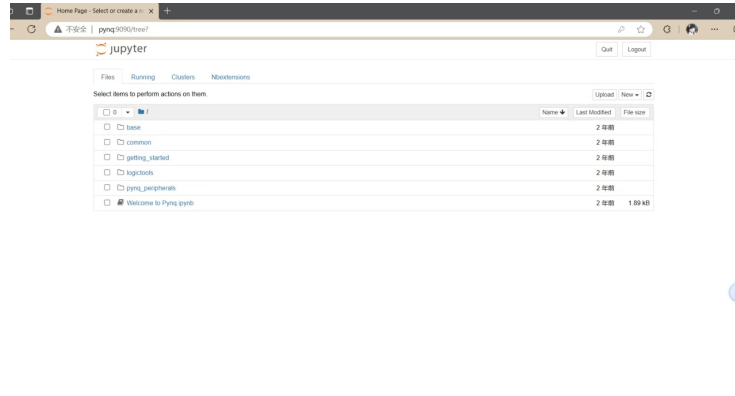 Home Page - Select or create a n
不安全 | pynq:9090/tree?
jupyter
Quit Logout
Files Running Clusters Nbextensions
Select items to perform actions on them.
Upload New
0 /
Name Last Modified File size
base 2 年前
common 2 年前
getting_started 2 年前
logictools 2 年前
pynq_peripherals 2 年前
Welcome to Pynq.ipynb 2 年前 1.89 kB